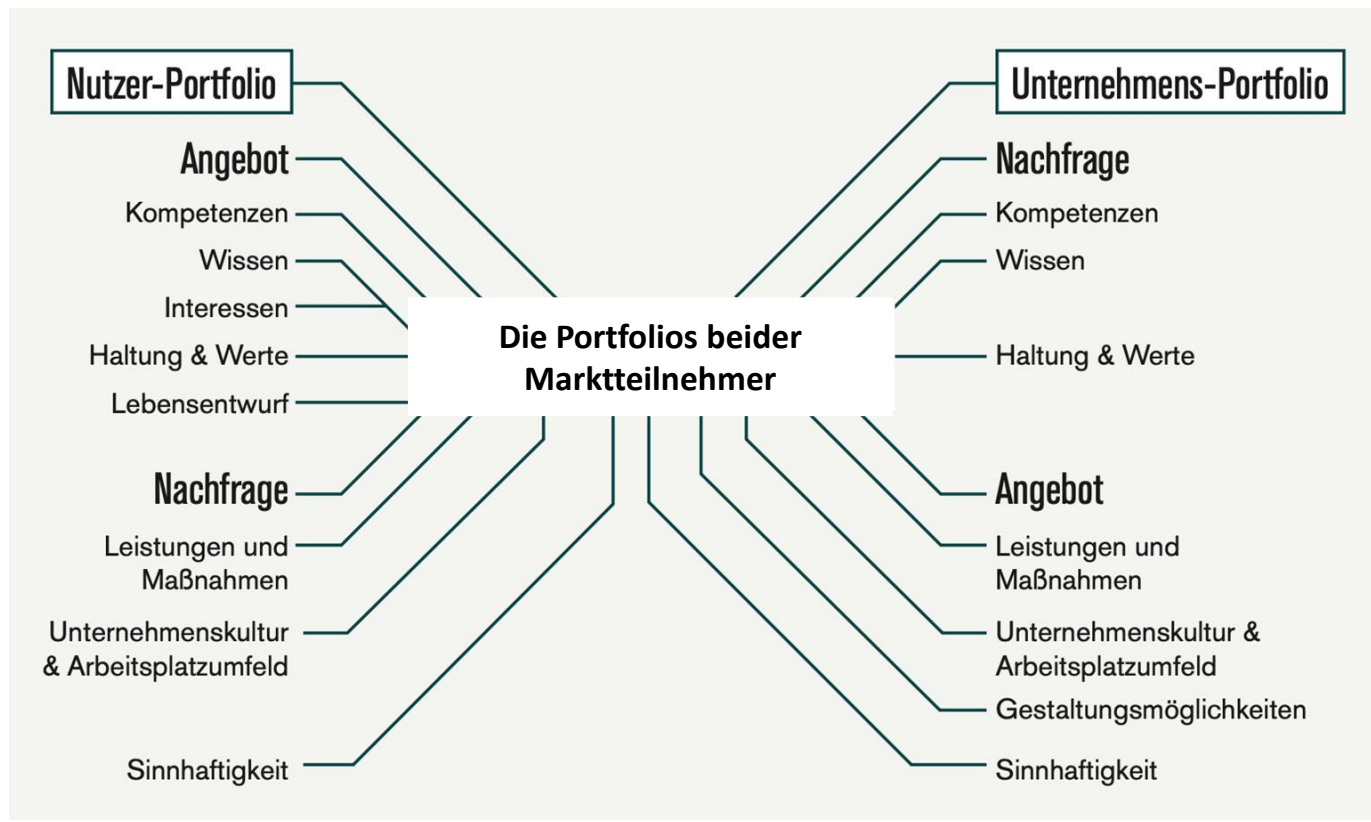 Nutzer-Portfolio
Angebot
Kompetenzen
Wissen
Interessen
Haltung & Werte
Lebensentwurf
Nachfrage
Leistungen und
Maßnahmen
Unternehmenskultur
& Arbeitsplatzumfeld
Sinnhaftigkeit
Die Portfolios beider
Marktteilnehmer
Unternehmens-Portfolio
Nachfrage
Kompetenzen
Wissen
Haltung & Werte
Angebot
Leistungen und
Maßnahmen
Unternehmenskultur &
Arbeitsplatzumfeld
Gestaltungsmöglichkeiten
Sinnhaftigkeit